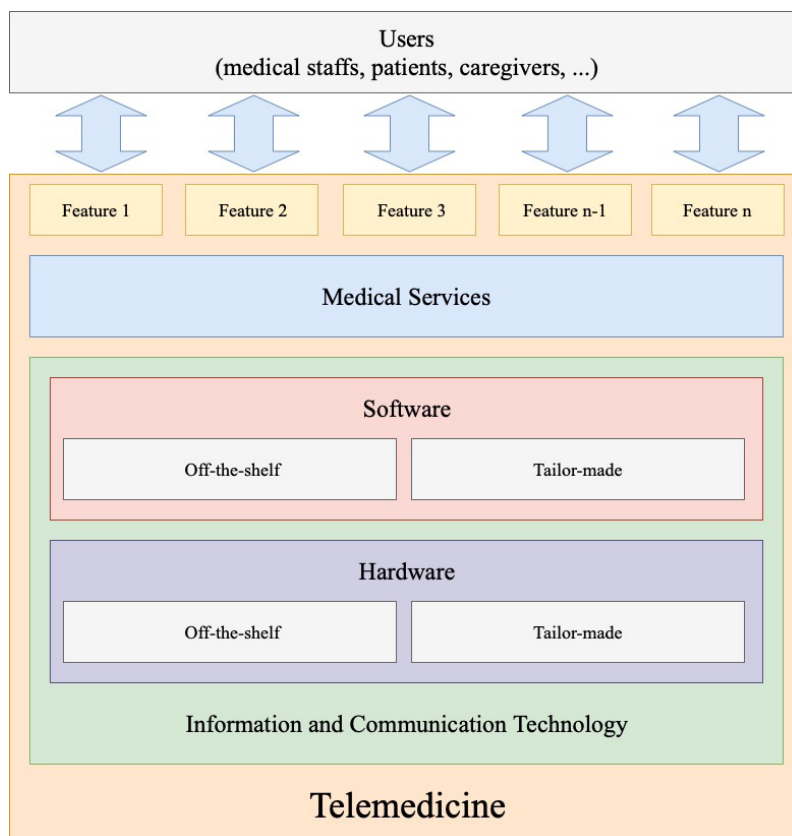 Users
(medical staffs, patients, caregivers, ...)
Feature 1
Feature 2
Feature 3
Feature n-1
Feature n
Medical Services
Software
Off-the-shelf
Tailor-made
Hardware
Off-the-shelf
Tailor-made
Information and Communication Technology
Telemedicine